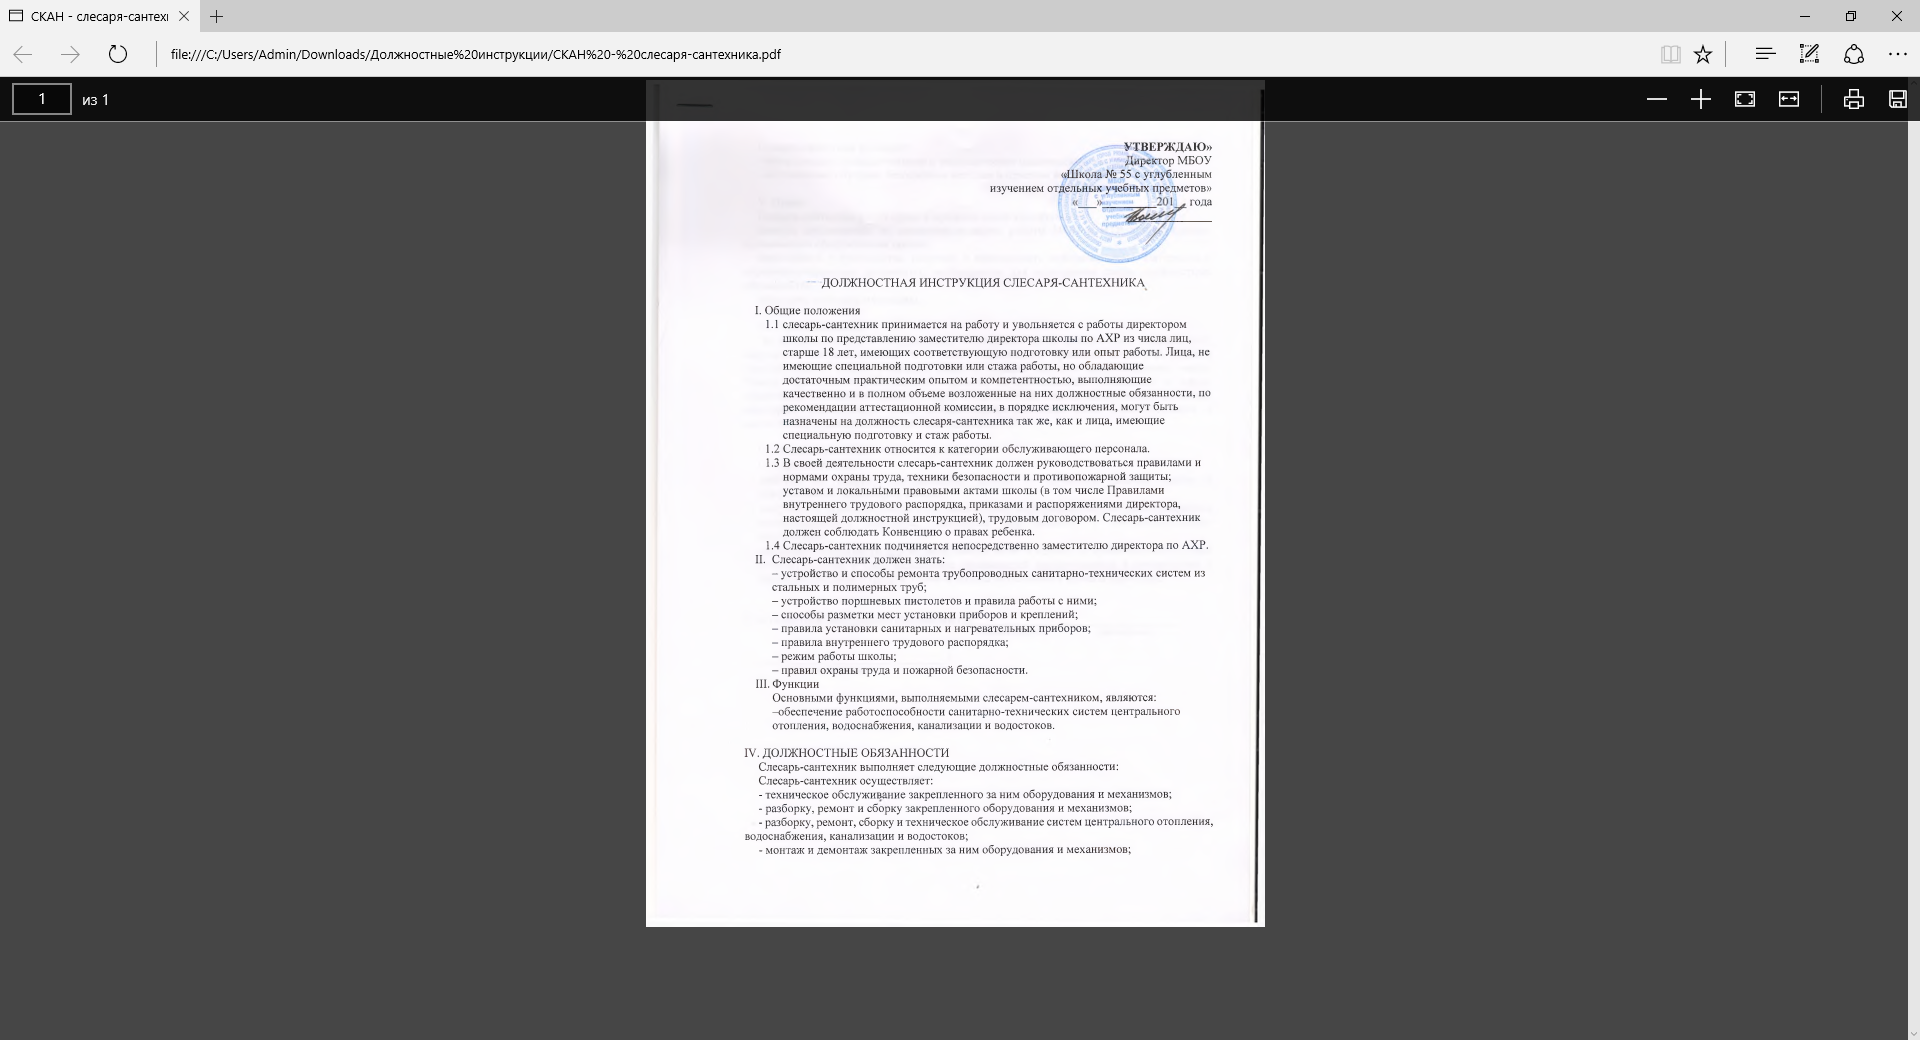 СКАН - слесаря-сантехі
file:///C:/Users/Admin/Downloads/Должностные%20инструкции/СКАН%20-%20слесаря-сантехника.pdf
1 из 1
УТВЕРЖДАЮ»
Директор МБОУ
«Школа № 55 с углубленным
изучением отдельных учебных предметов»
«___»_________201__ года
ДОЛЖНОСТНАЯ ИНСТРУКЦИЯ СЛЕСАРЯ-САНТЕХНИКА
I. Общие положения
1.1 слесарь-сантехник принимается на работу и увольняется с работы директором
школы по представлению заместителю директора школы по АХР из числа лиц,
старше 18 лет, имеющих соответствующую подготовку или опыт работы. Лица, не
имеющие специальной подготовки или стажа работы, но обладающие
достаточным практическим опытом и компетентностью, выполняющие
качественно и в полном объеме возложенные на них должностные обязанности, по
рекомендации аттестационной комиссии, в порядке исключения, могут быть
назначены на должность слесаря-сантехника так же, как и лица, имеющие
специальную подготовку и стаж работы.
1.2 Слесарь-сантехник относится к категории обслуживающего персонала.
1.3 В своей деятельности слесарь-сантехник должен руководствоваться правилами и
нормами охраны труда, техники безопасности и противопожарной защиты;
уставом и локальными правовыми актами школы (в том числе Правилами
внутреннего трудового распорядка, приказами и распоряжениями директора,
настоящей должностной инструкцией), трудовым договором. Слесарь-сантехник
должен соблюдать Конвенцию о правах ребенка.
1.4 Слесарь-сантехник подчиняется непосредственно заместителю директора по АХР.
II. Слесарь-сантехник должен знать:
– устройство и способы ремонта трубопроводных санитарно-технических систем из
стальных и полимерных труб;
– устройство поршневых пистолетов и правила работы с ними;
– способы разметки мест установки приборов и креплений;
– правила установки санитарных и нагревательных приборов;
– правила внутреннего трудового распорядка;
– режим работы школы;
– правил охраны труда и пожарной безопасности.
III. Функции
Основными функциями, выполняемыми слесарем-сантехником, являются:
–обеспечение работоспособности санитарно-технических систем центрального
отопления, водоснабжения, канализации и водостоков.
IV. ДОЛЖНОСТНЫЕ ОБЯЗАННОСТИ
Слесарь-сантехник выполняет следующие должностные обязанности:
Слесарь-сантехник осуществляет:
- техническое обслуживание закрепленного за ним оборудования и механизмов;
- разборку, ремонт и сборку закрепленного оборудования и механизмов;
- разборку, ремонт, сборку и техническое обслуживание систем центрального отопления,
водоснабжения, канализации и водостоков;
- монтаж и демонтаж закрепленных за ним оборудования и механизмов;